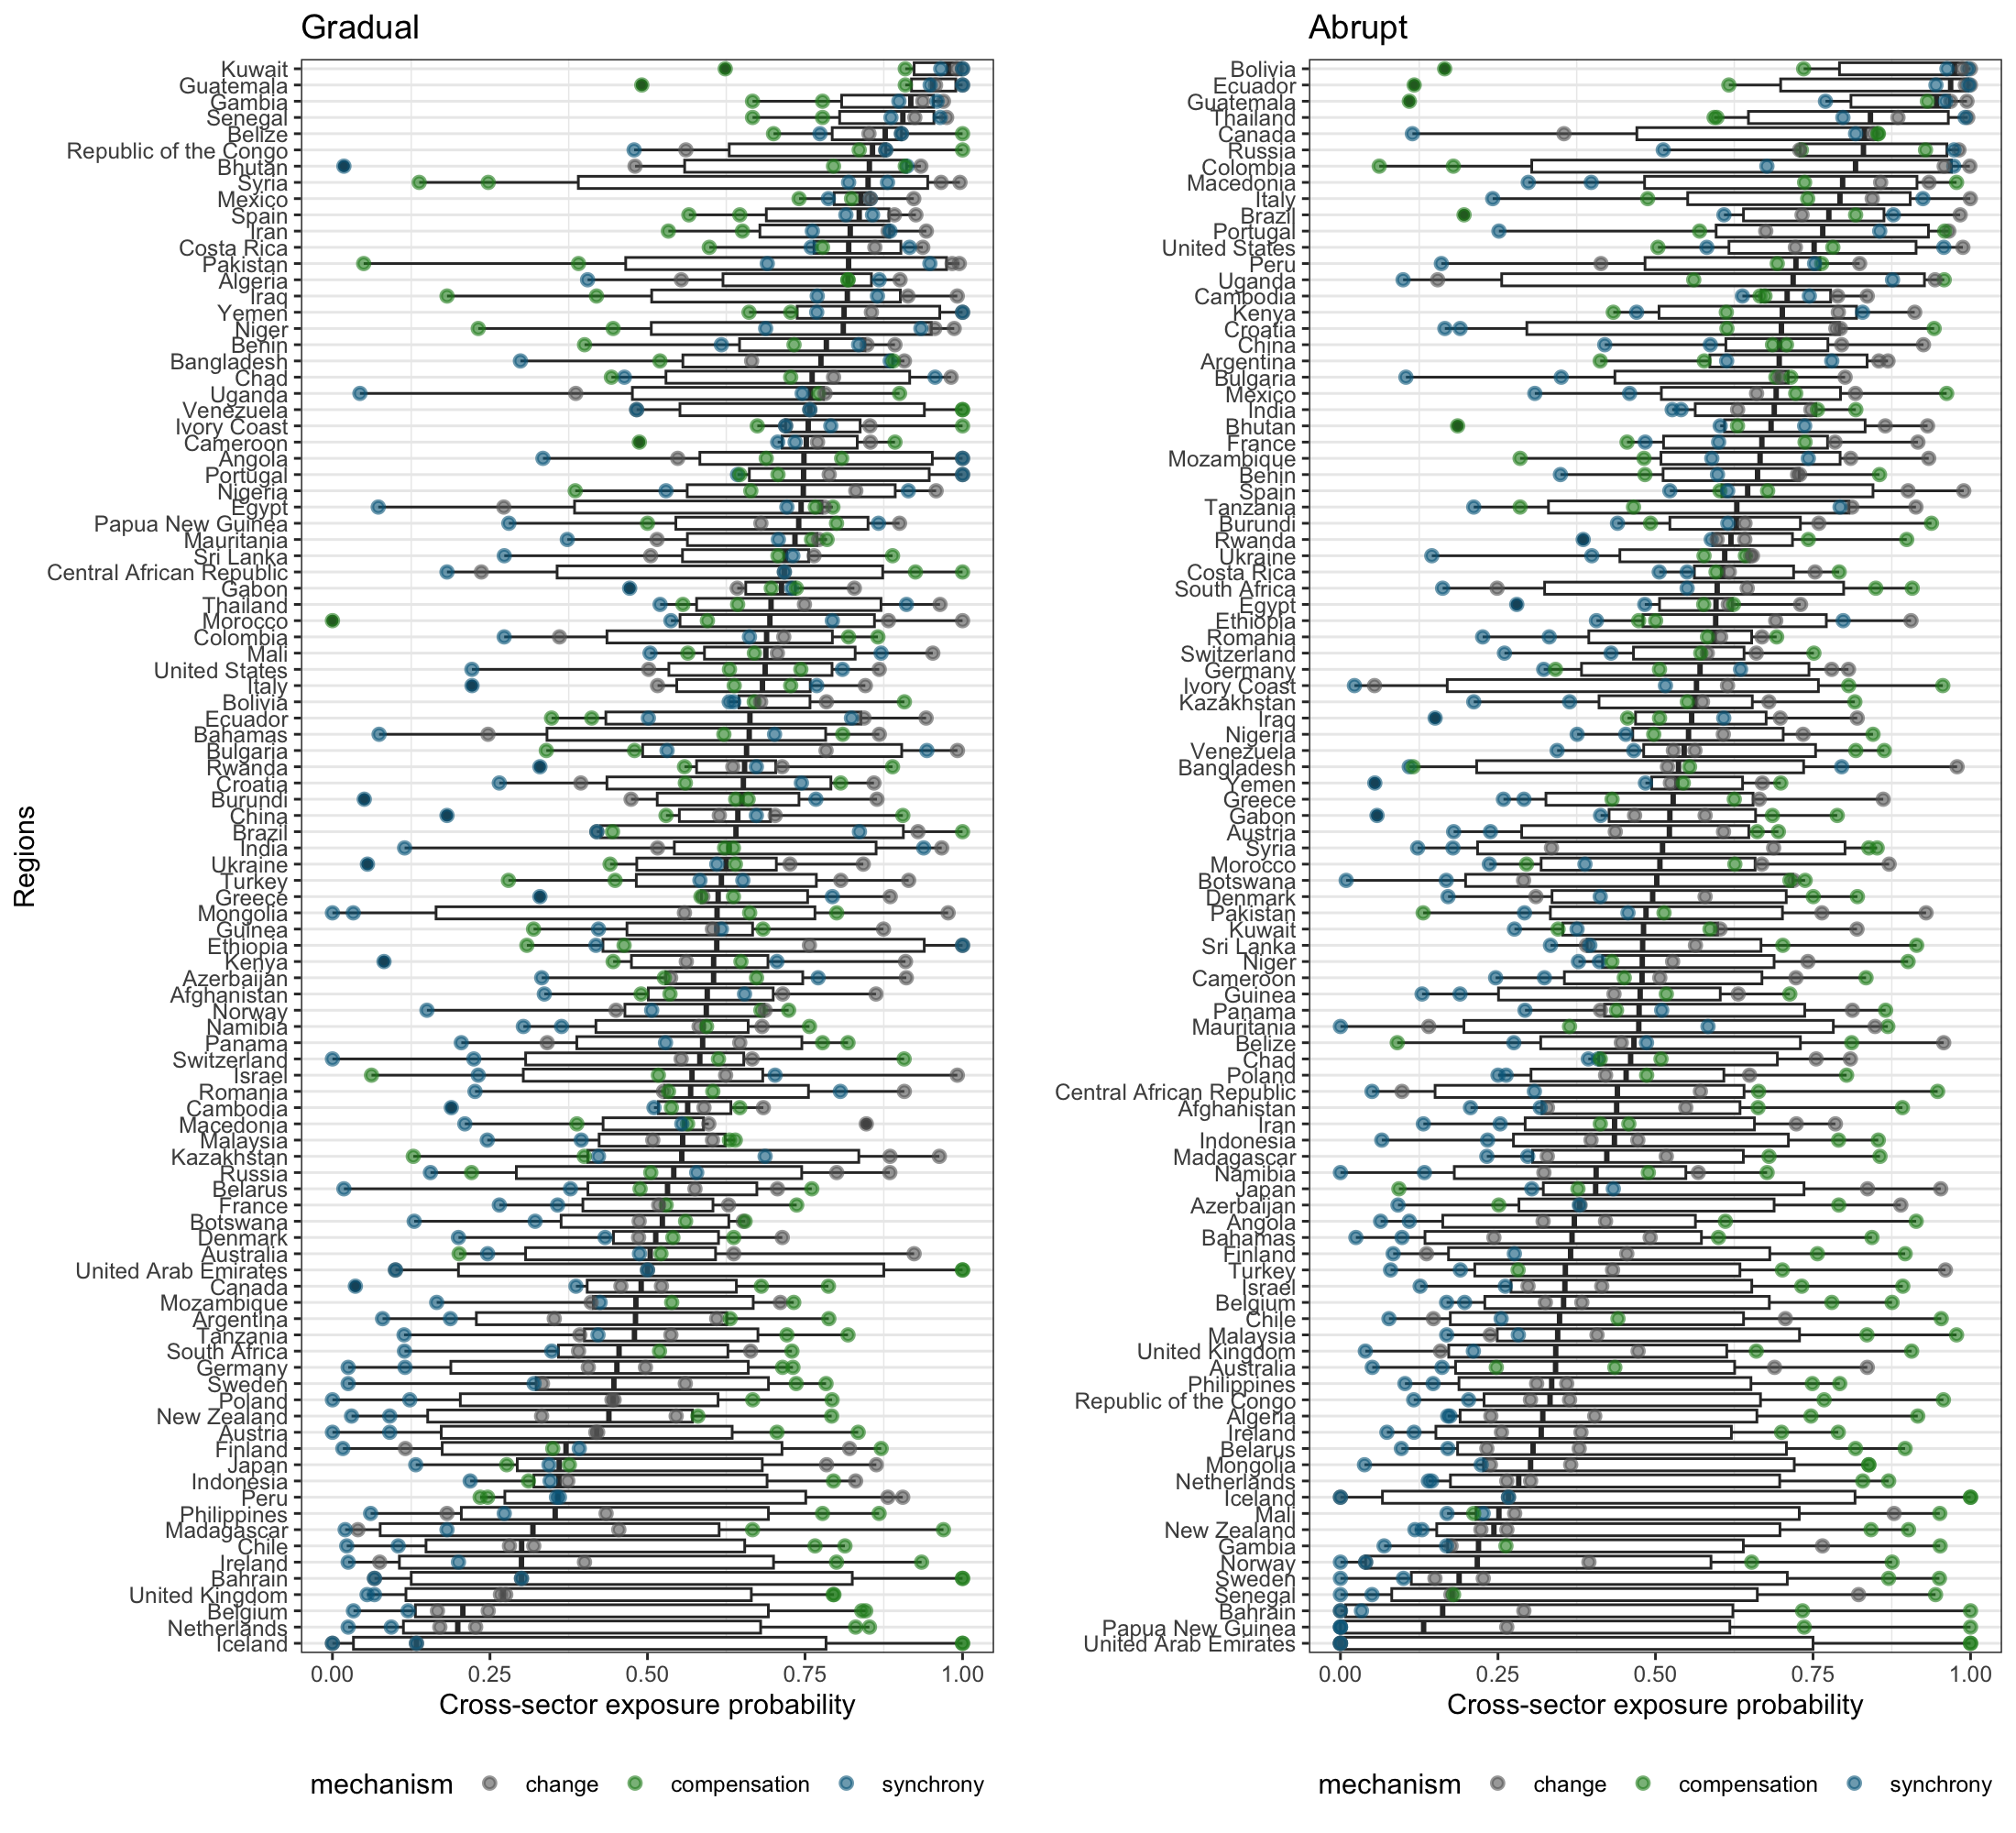 Gradual
Regions
Kuwait
Guatemala
Gambia
Senegal
Belize
Republic of the Congo
Bhutan
Syria
Mexico
Spain
Iran
Costa Rica
Pakistan
Algeria
Iraq
Yemen
Niger
Benin
Bangladesh
Chad
Uganda
Venezuela
Ivory Coast
Cameroon
Angola
Portugal
Nigeria
Egypt
Papua New Guinea
Mauritania
Sri Lanka
Central African Republic
Gabon
Thailand
Morocco
Colombia
Mali
United States
Italy
Bolivia
Ecuador
Bahamas
Bulgaria
Rwanda
Croatia
Burundi
China
Brazil
India
Ukraine
Turkey
Greece
Mongolia
Guinea
Ethiopia
Kenya
Azerbaijan
Afghanistan
Norway
Namibia
Panama
Switzerland
Israel
Romania
Cambodia
Macedonia
Malaysia
Kazakhstan
Russia
Belarus
France
Botswana
Denmark
Australia
United Arab Emirates
Canada
Mozambique
Argentina
Tanzania
South Africa
Germany
Sweden
Poland
New Zealand
Austria
Finland
Japan
Indonesia
Peru
Philippines
Madagascar
Chile
Ireland
Bahrain
United Kingdom
Belgium
Netherlands
Iceland
0.00 0.25 0.50 0.75 1.00
Cross-sector exposure probability
mechanism change compensation synchrony
Abrupt
Bolivia
Ecuador
Guatemala
Thailand
Canada
Russia
Colombia
Macedonia
Italy
Brazil
Portugal
United States
Peru
Uganda
Cambodia
Kenya
Croatia
China
Argentina
Bulgaria
Mexico
India
Bhutan
France
Mozambique
Benin
Spain
Tanzania
Burundi
Rwanda
Ukraine
Costa Rica
South Africa
Egypt
Ethiopia
Romania
Switzerland
Germany
Ivory Coast
Kazakhstan
Iraq
Nigeria
Venezuela
Bangladesh
Yemen
Greece
Gabon
Austria
Syria
Morocco
Botswana
Denmark
Pakistan
Kuwait
Sri Lanka
Niger
Cameroon
Guinea
Panama
Mauritania
Belize
Chad
Poland
Central African Republic
Afghanistan
Iran
Indonesia
Madagascar
Namibia
Japan
Azerbaijan
Angola
Bahamas
Finland
Turkey
Israel
Belgium
Chile
Malaysia
United Kingdom
Australia
Philippines
Republic of the Congo
Algeria
Ireland
Belarus
Mongolia
Netherlands
Iceland
Mali
New Zealand
Gambia
Norway
Sweden
Senegal
Bahrain
Papua New Guinea
United Arab Emirates
0.00 0.25 0.50 0.75 1.00
Cross-sector exposure probability
mechanism change compensation synchrony